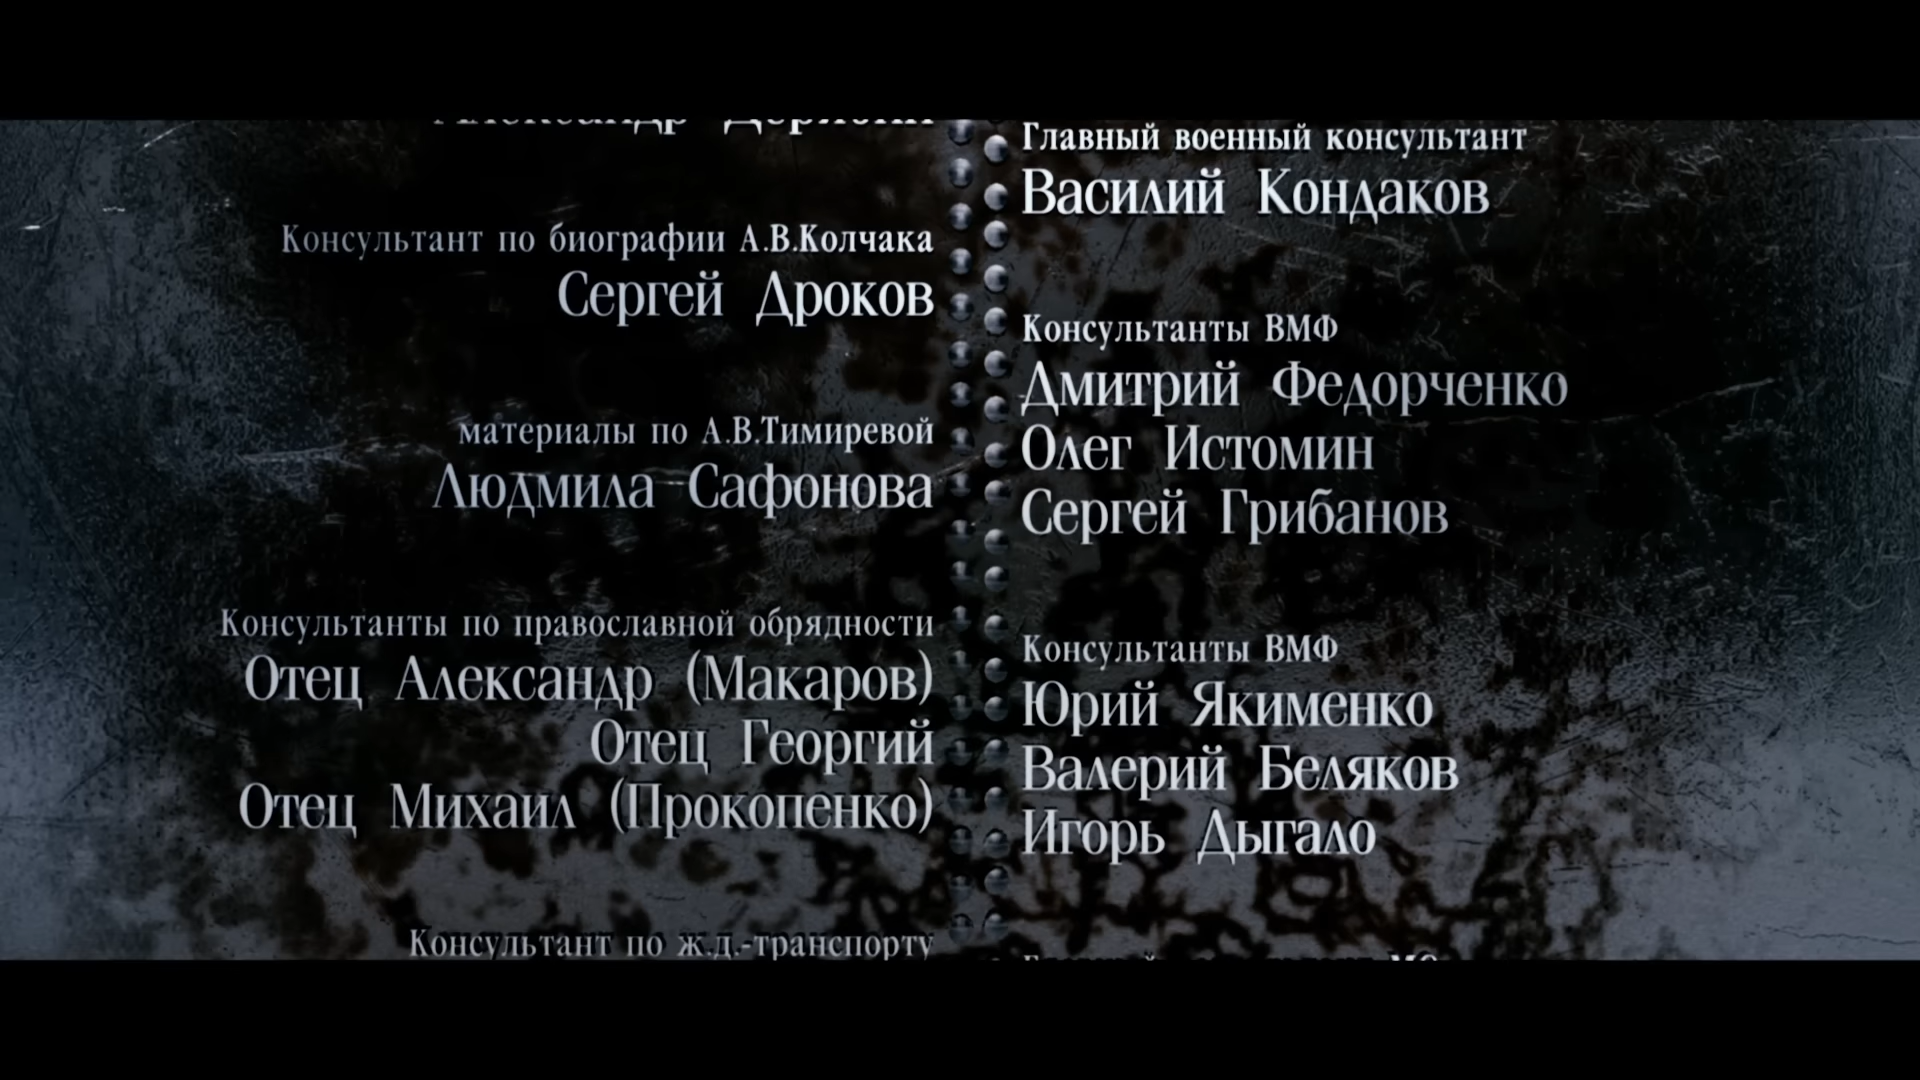 Александр
Консультант по биографии А.В.Колчака
Сергей Дроков
материалы по А.В.Тимиревой
Людмила Сафонова
Консультанты по православной обрядности
Отец Александр (Макаров)
Отец Георгий
Отец Михаил (Прокопенко)
Консультант по ж.д.-транспорту
Главный военный консультант
Василий Кондаков
Консультанты ВМФ
Дмитрий Федорченко
Олег Истомин
Сергей Грибанов
Консультанты ВМФ
Юрий Якименко
Валерий Беляков
Игорь Дыгало